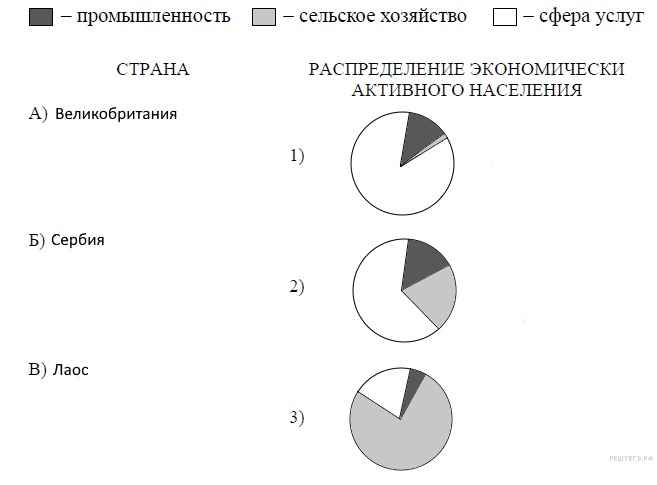 – промышленность – сельское хозяйство – сфера услуг
СТРАНА РАСПРЕДЕЛЕНИЕ ЭКОНОМИЧЕСКИ
АКТИВНОГО НАСЕЛЕНИЯ
А) Великобритания
1)
Б) Сербия
2)
В) Лаос
3)
РЕШУЕГЭ.РФ